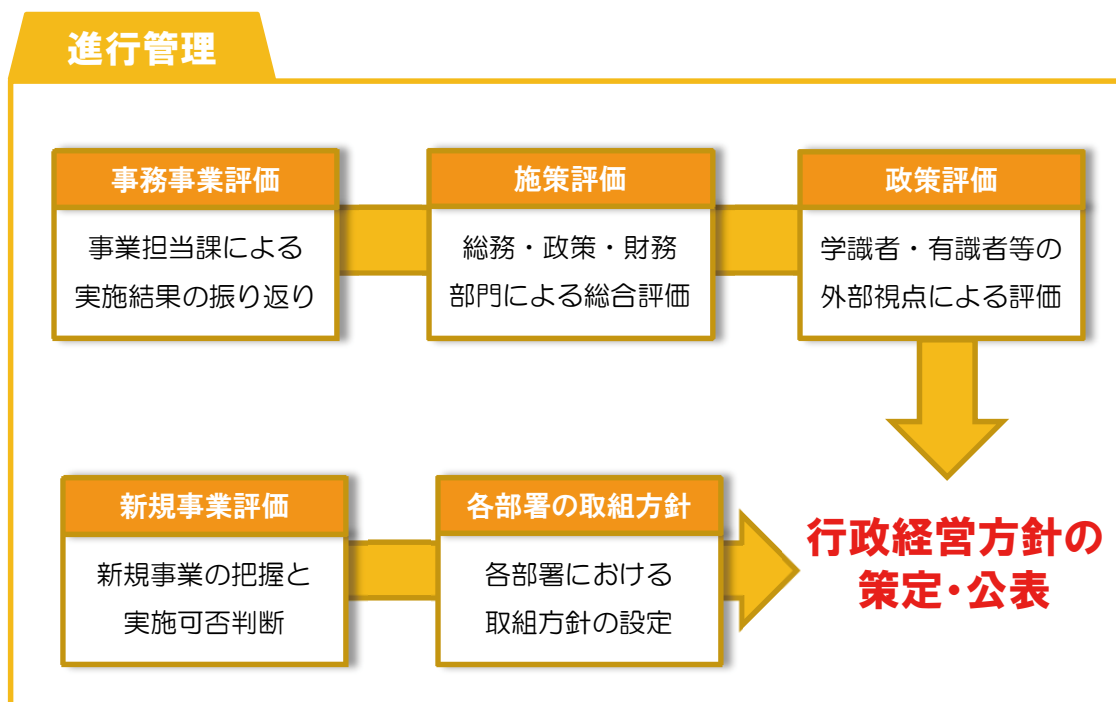 進行管理
事務事業評価
事業担当課による
実施結果の振り返り
施策評価
総務・政策・財務
部門による総合評価
政策評価
学識者・有識者等の
外部視点による評価
新規事業評価
新規事業の把握と
実施可否判断
各部署の取組方針
各部署における
取組方針の設定
行政経営方針の
策定・公表